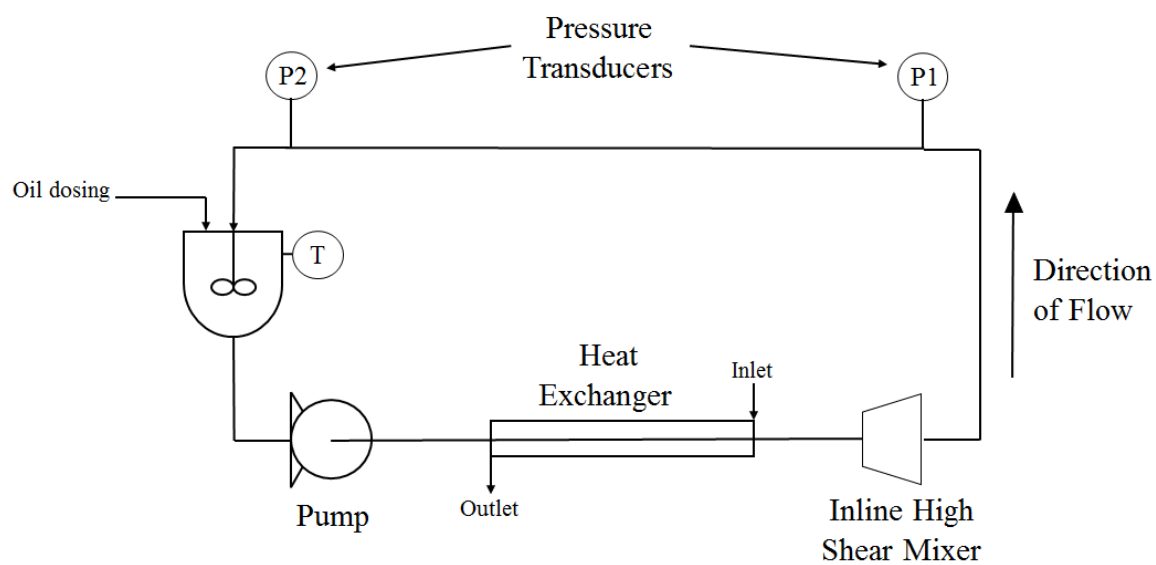 Pressure
Transducers
P2
P1
Oil dosing
T
Direction
of Flow
Heat
Exchanger
Inlet
Outlet
Pump
Inline High
Shear Mixer